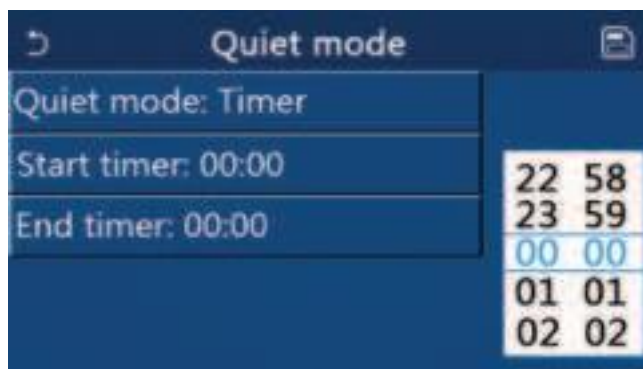 Quiet mode
Quiet mode: Timer
Start timer: 00:00
End timer: 00:00
22 58
23 59
00 00
01 01
02 02